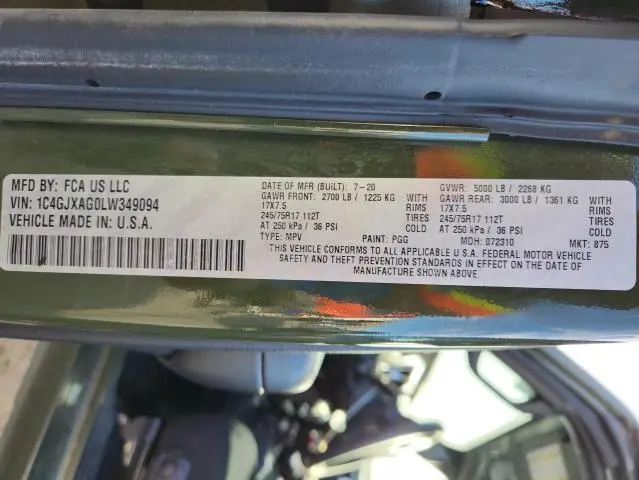 MFD BY: FCA US LLC
VIN: 1C4GJXAG0LW349094
VEHICLE MADE IN U.S.A.
DATE OF MFR (BUILT): 7-20 GVWR: 5000 LB / 2268 KG
GAWR FRONT: 2700 LB / 1225 KG WITH GAWR REAR: 3000 LB / 1361 KG WITH
17X7.5 RIMS 17X7.5 RIMS
245/75R17 112T TIRES 245/75R17 112T TIRES
AT 250 kPa / 36 PSI COLD AT 250 kPa / 36 PSI COLD
TYPE: MPV PAINT: PGG MDH: 072310 MKT: 875
THIS VEHICLE CONFORMS TO ALL APPLICABLE U.S.A. FEDERAL MOTOR VEHICLE
SAFETY AND THEFT PREVENTION STANDARDS IN EFFECT ON THE DATE OF
MANUFACTURE SHOWN ABOVE.